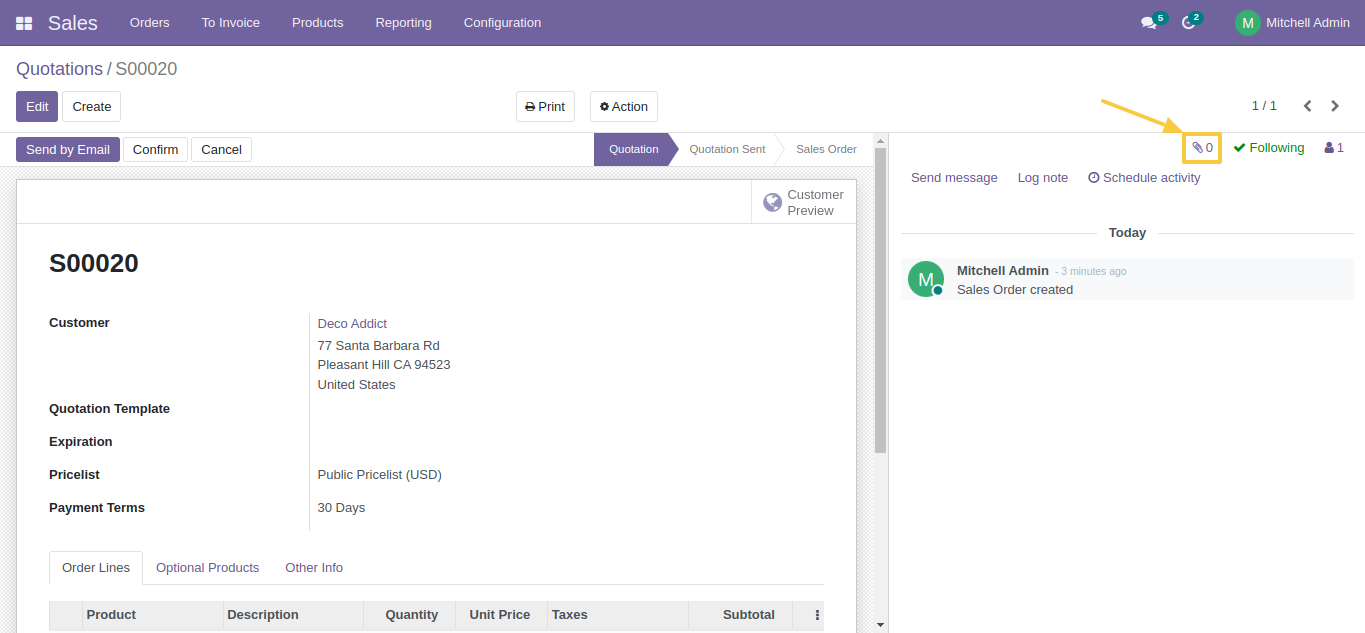 Sales Orders To Invoice Products Reporting Configuration 5 2 M Mitchell Admin
Quotations / S00020
Edit Create Print Action 1 / 1
Send by Email Confirm Cancel Quotation Quotation Sent Sales Order 0 Following 1
Send message Log note Schedule activity
Customer
Preview
Today
S00020
M Mitchell Admin - 3 minutes ago
Sales Order created
Customer Deco Addict
77 Santa Barbara Rd
Pleasant Hill CA 94523
United States
Quotation Template
Expiration
Pricelist Public Pricelist (USD)
Payment Terms 30 Days
Order Lines Optional Products Other Info
Product Description Quantity Unit Price Taxes Subtotal